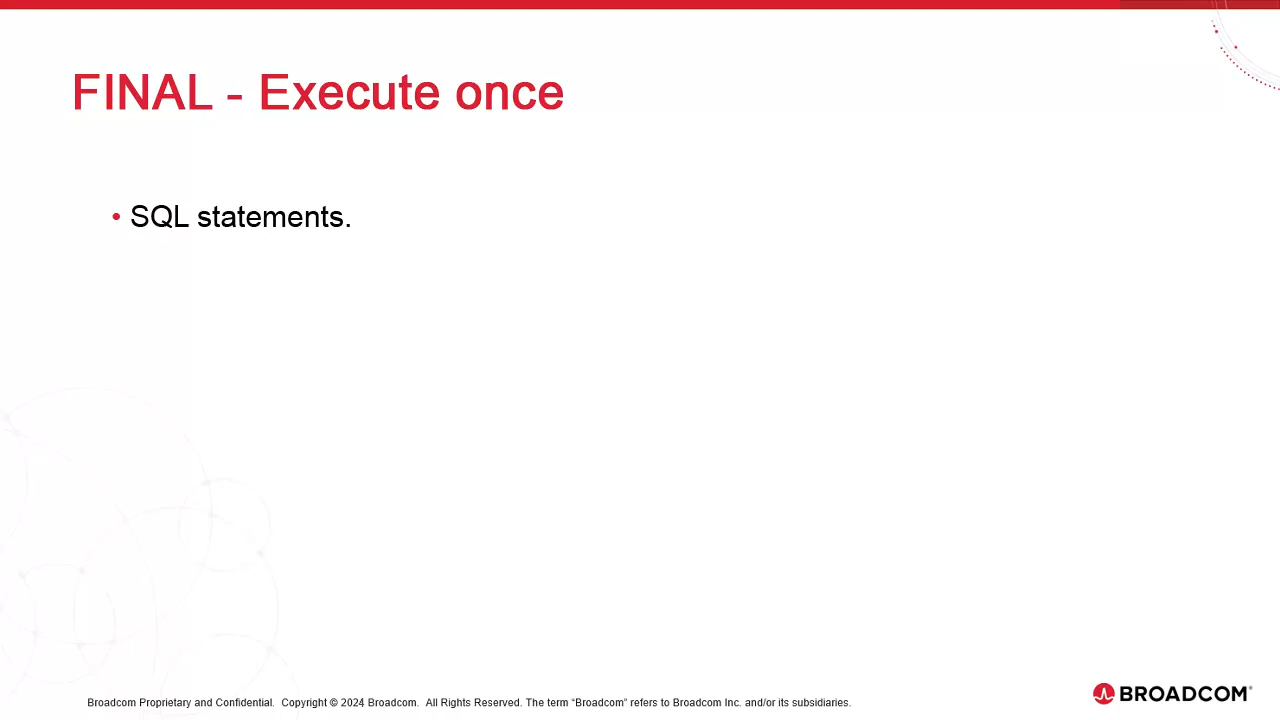 FINAL - Execute once
• SQL statements.
Broadcom Proprietary and Confidential. Copyright © 2024 Broadcom. All Rights Reserved. The term “Broadcom” refers to Broadcom Inc. and/or its subsidiaries.
BROADCOM®